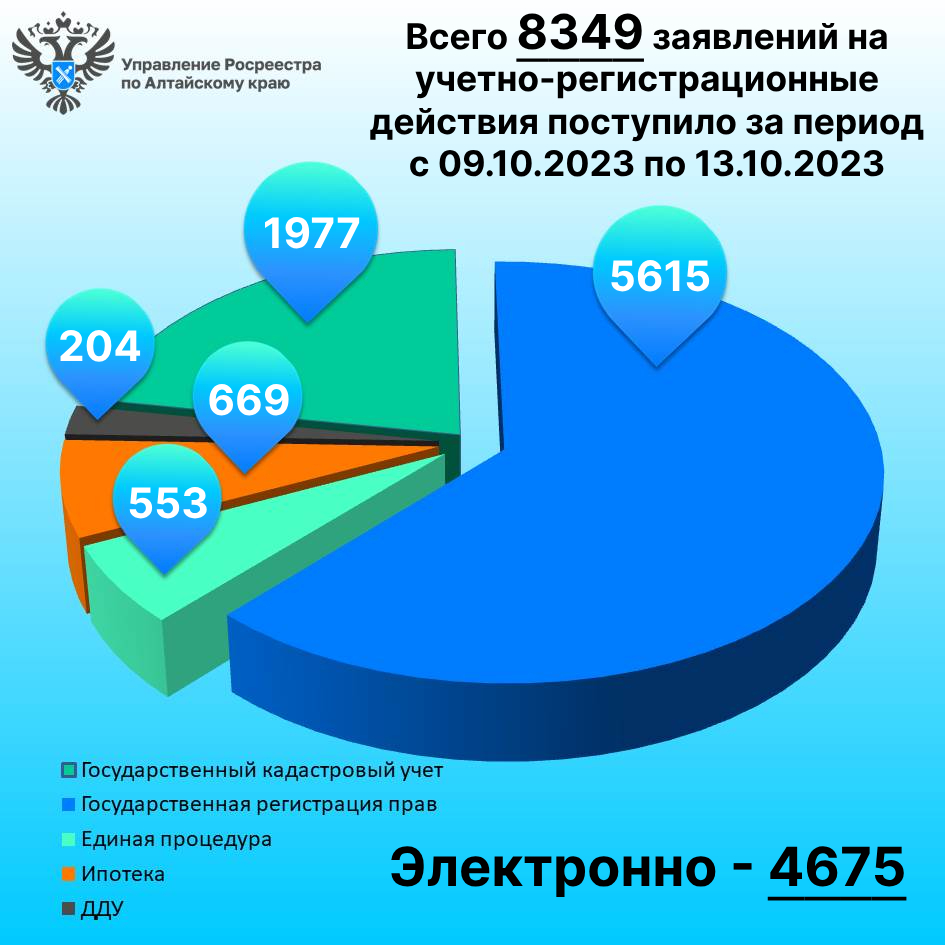 Управление Росреестра
по Алтайскому краю
Всего 8349 заявлений на
учетно-регистрационные
действия поступило за период
с 09.10.2023 по 13.10.2023
1977
5615
204
669
553
Государственный кадастровый учет
Государственная регистрация прав
Единая процедура
Ипотека
ДДУ
Электронно - 4675